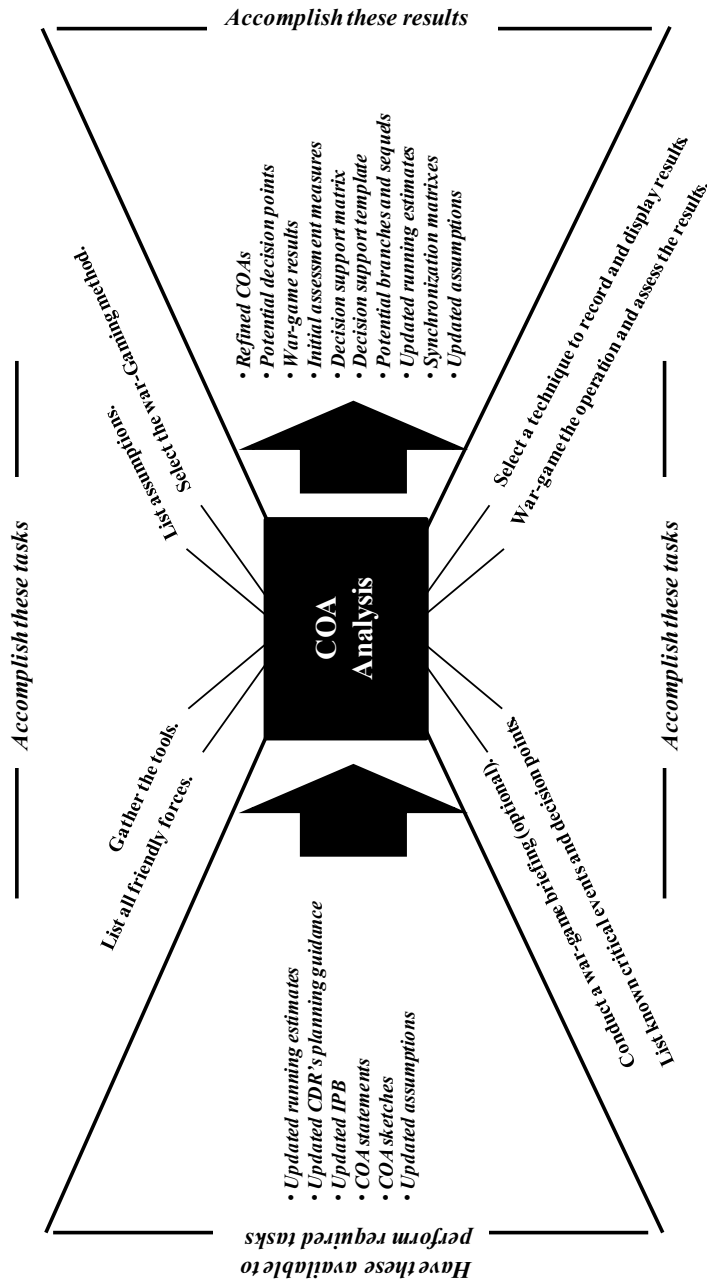 Have these available to
perform required tasks
• Updated running estimates
• Updated CDR's planning guidance
• Updated IPB
• COA statements
• COA sketches
• Updated assumptions
Accomplish these tasks
Gather the tools.
List all friendly forces.
List assumptions.
Select the war-Gaming method.
COA
Analysis
Conduct a war-game briefing (optional).
List known critical events and decision points.
Select a technique to record and display results.
War-game the operation and assess the results.
Accomplish these tasks
Accomplish these results
• Refined COAs
• Potential decision points
• War-game results
• Initial assessment measures
• Decision support matrix
• Decision support template
• Potential branches and sequels
• Updated running estimates
• Synchronization matrixes
• Updated assumptions